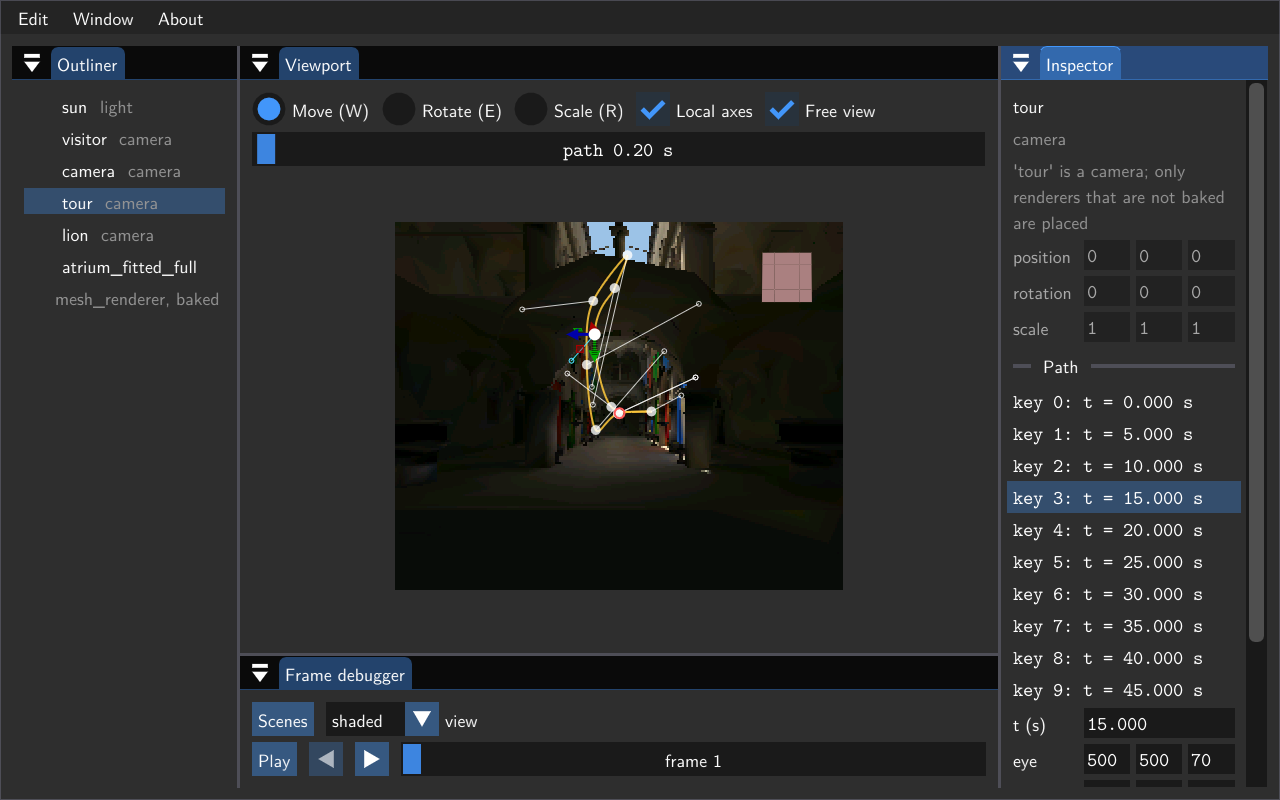 Edit Window About
Outliner
sun light
visitor camera
camera camera
tour camera
lion camera
atrium_fitted_full
mesh_renderer, baked
Viewport
Move (W) Rotate (E) Scale (R) Local axes Free view
path 0.20 s
Frame debugger
Scenes shaded view
Play frame 1
Inspector
tour
camera
'tour' is a camera; only
renderers that are not baked
are placed
position 0 0 0
rotation 0 0 0
scale 1 1 1
Path
key 0: t = 0.000 s
key 1: t = 5.000 s
key 2: t = 10.000 s
key 3: t = 15.000 s
key 4: t = 20.000 s
key 5: t = 25.000 s
key 6: t = 30.000 s
key 7: t = 35.000 s
key 8: t = 40.000 s
key 9: t = 45.000 s
t (s) 15.000
eye 500 500 70